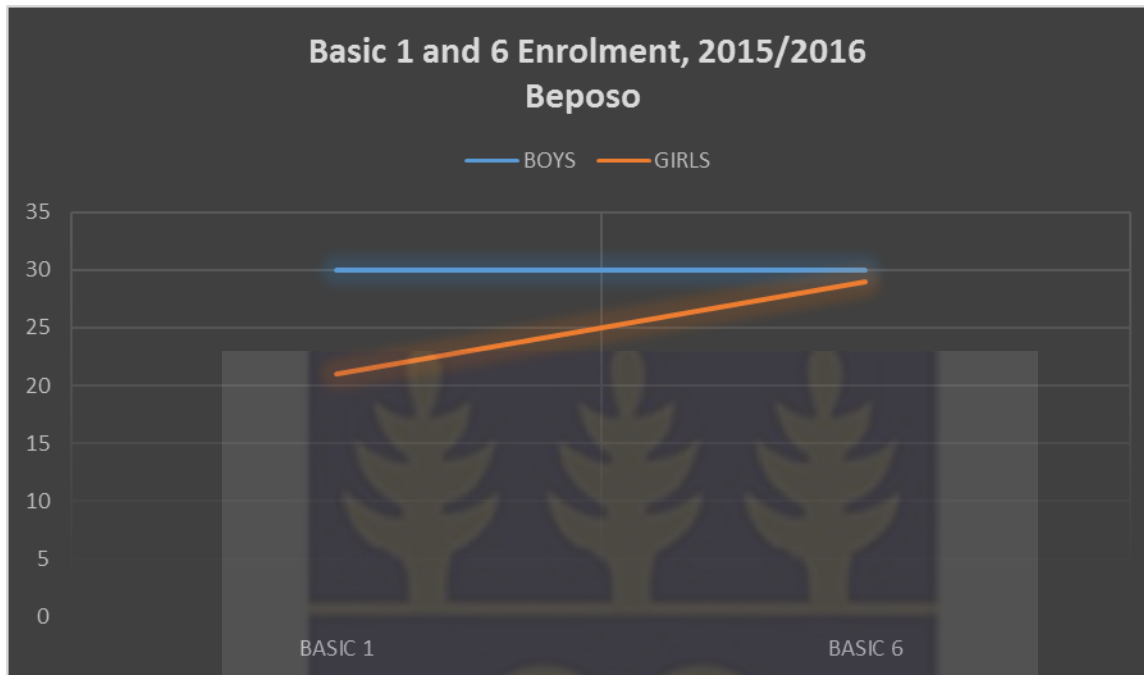 Basic 1 and 6 Enrolment, 2015/2016
Beposo
BOYS GIRLS
35
30
25
20
15
10
5
0
BASIC 1 BASIC 6